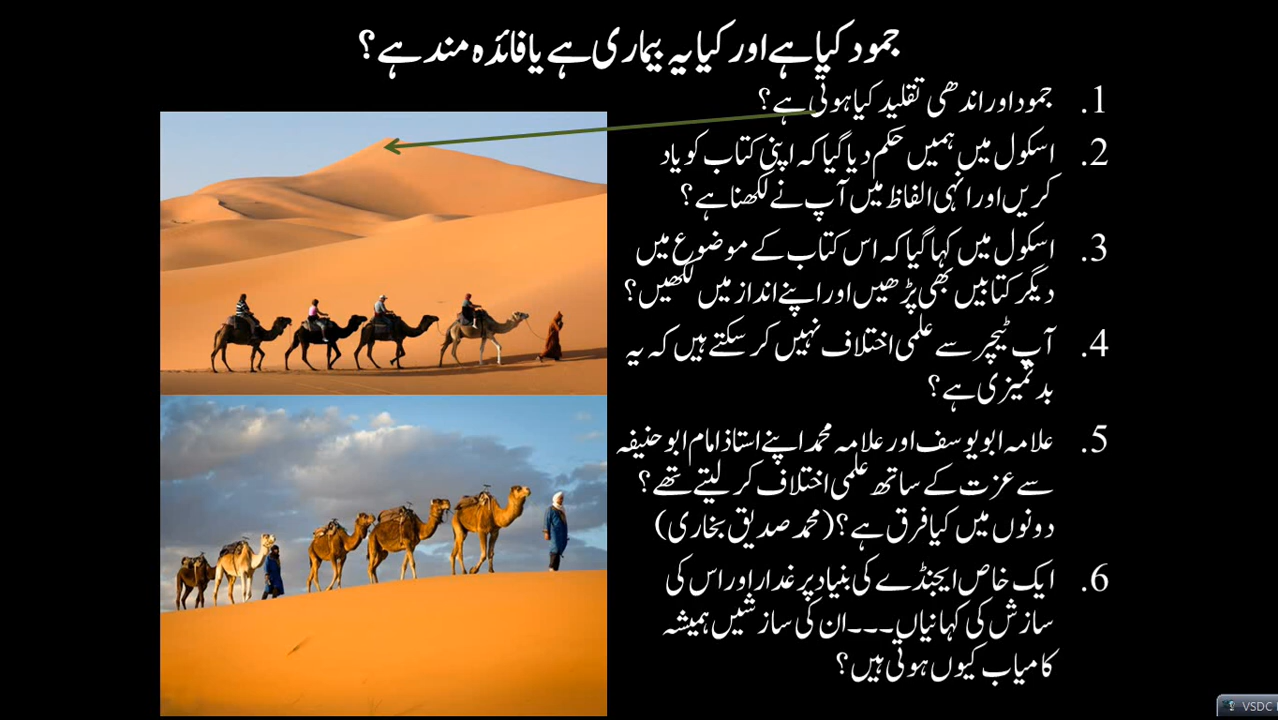 جمود کیا ہے اور کیا یہ بیماری ہے یا فائدہ مند ہے؟
1. جمود اور اندھی تقلید کیا ہوتی ہے؟
2. اسکول میں ہمیں حکم دیا گیا کہ اپنی کتاب کو یاد
کریں اور انہی الفاظ میں آپ نے لکھنا ہے؟
3. اسکول میں کہا گیا کہ اس کتاب کے موضوع میں
دیگر کتابیں بھی پڑھیں اور اپنے انداز میں لکھیں؟
4. آپ ٹیچر سے علمی اختلاف نہیں کر سکتے ہیں کہ یہ
بدتمیزی ہے؟
5. علامہ ابو یوسف اور علامہ محمد اپنے استاذ امام ابو حنیفہ
سے عزت کے ساتھ علمی اختلاف کر لیتے تھے؟
دونوں میں کیا فرق ہے؟ (محمد صدیق بخاری)
6. ایک خاص ایجنڈے کی بنیاد پر غدار اور اس کی
سازش کی کہانیاں۔۔۔ ان کی سازشیں ہمیشہ
کامیاب کیوں ہوتی ہیں؟
VSDC